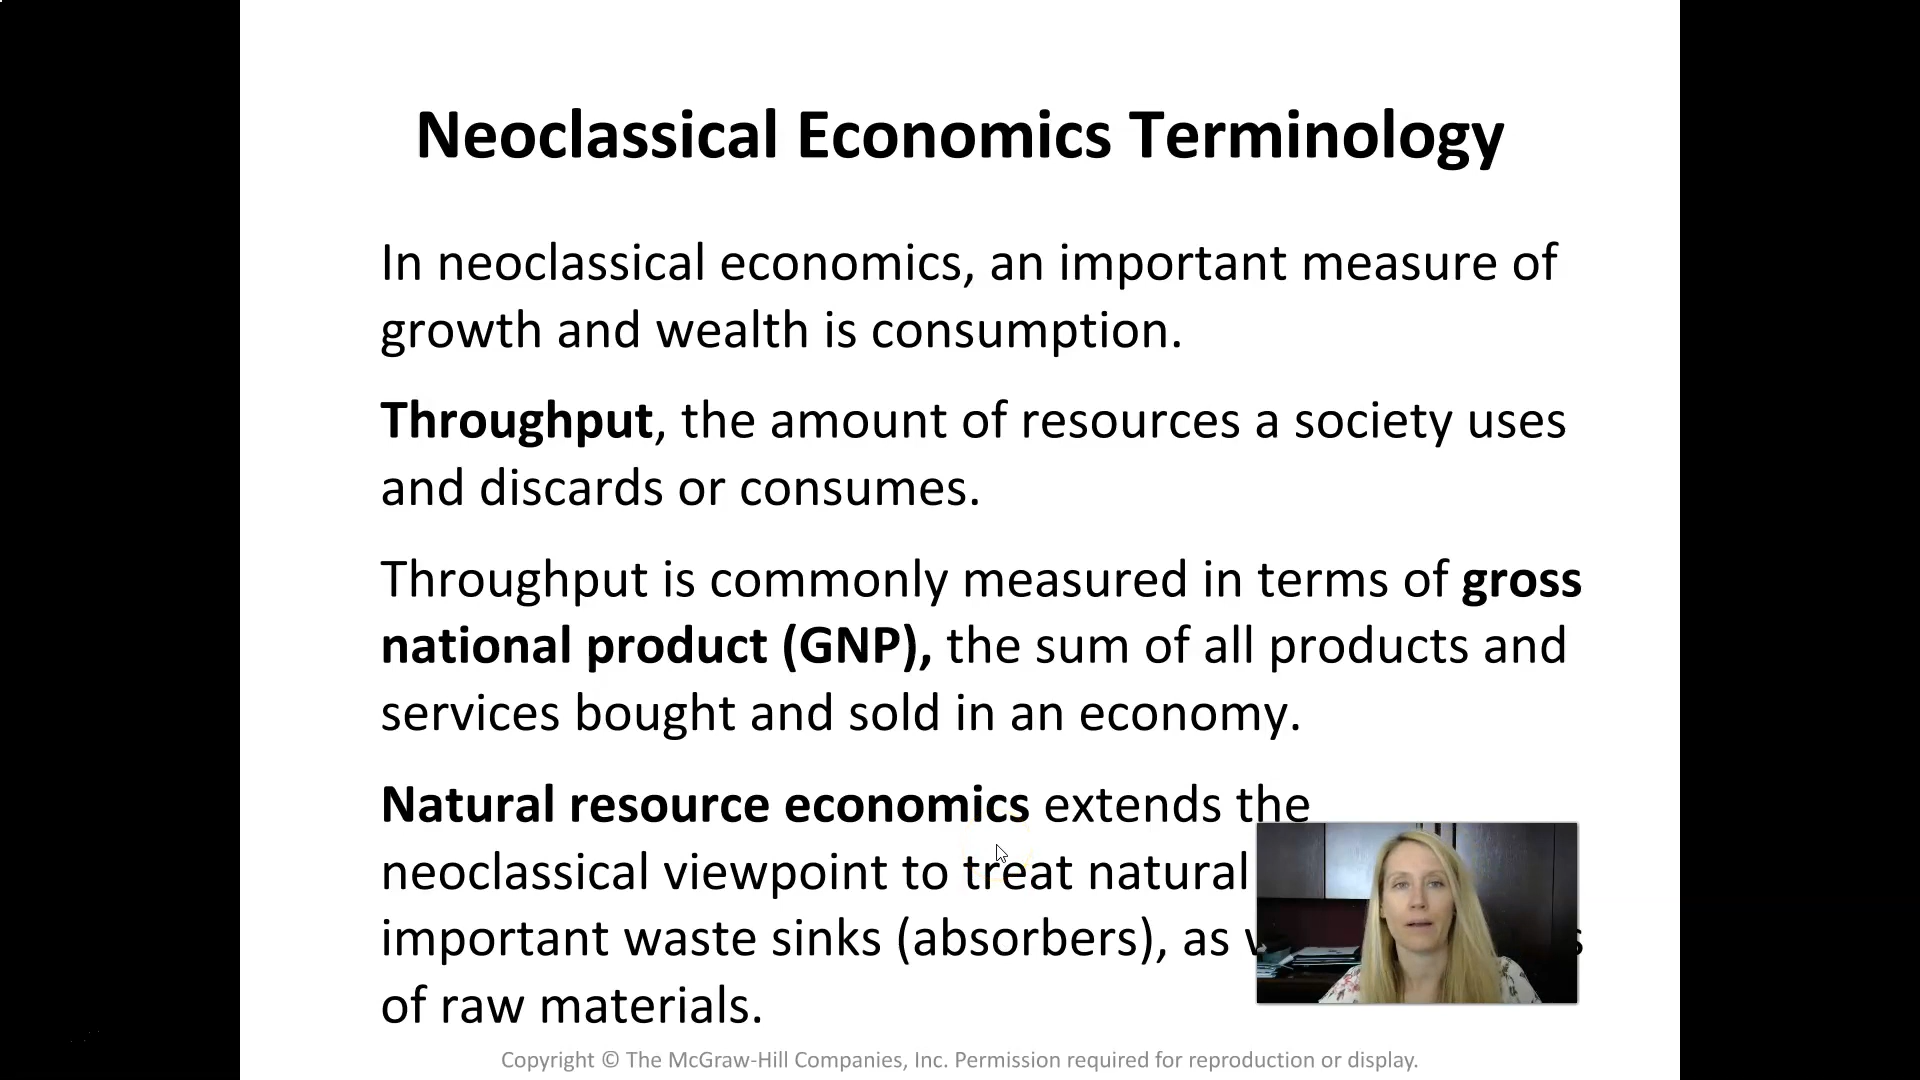 Neoclassical Economics Terminology
In neoclassical economics, an important measure of
growth and wealth is consumption.
Throughput, the amount of resources a society uses
and discards or consumes.
Throughput is commonly measured in terms of gross
national product (GNP), the sum of all products and
services bought and sold in an economy.
Natural resource economics extends the
neoclassical viewpoint to treat natural
important waste sinks (absorbers), as
of raw materials.
Copyright © The McGraw-Hill Companies, Inc. Permission required for reproduction or display.